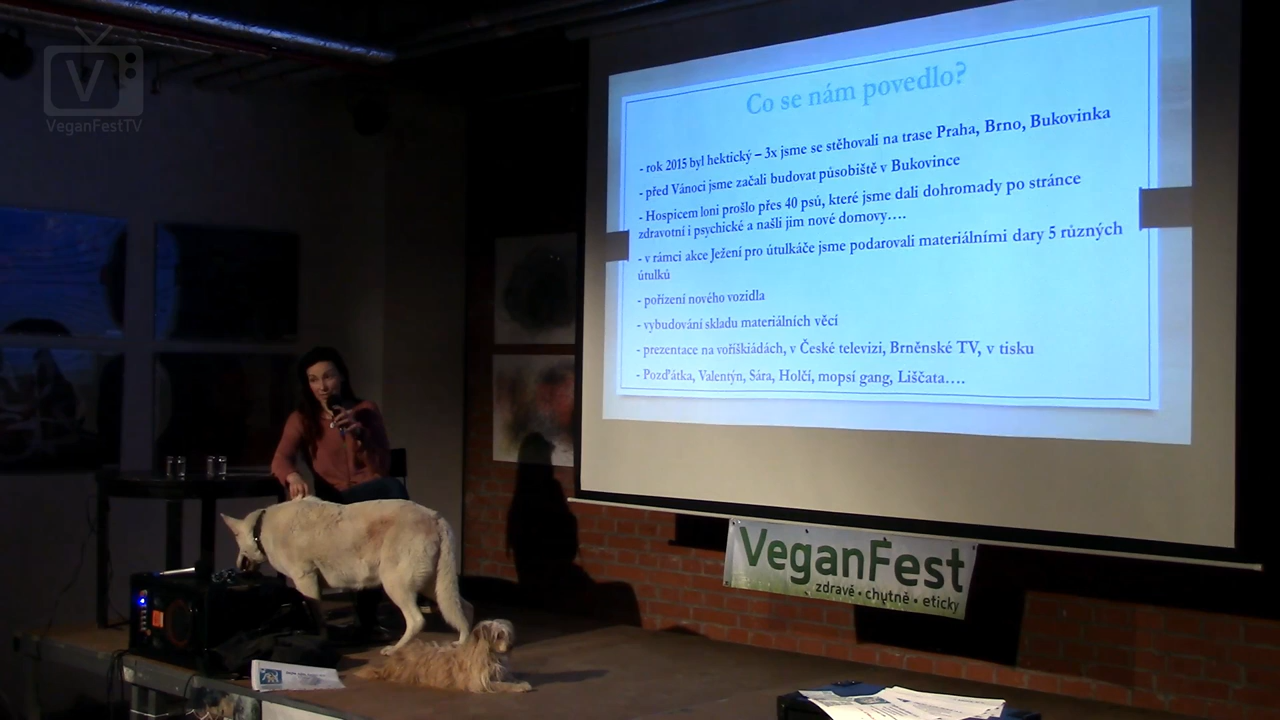 VeganFestTV
Co se nám povedlo?
- rok 2015 byl hektický – 3x jsme se stěhovali na trase Praha, Brno, Bukovinka
- před Vánoci jsme začali budovat působiště v Bukovince
- Hospicem loni prošlo přes 40 psů, které jsme dali dohromady po stránce
zdravotní i psychické a našli jim nové domovy….
- v rámci akce Ježení pro útulkáče jsme podarovali materiálními dary 5 různých
útulků
- pořízení nového vozidla
- vybudování skladu materiálních věcí
- prezentace na voříškiádách, v České televizi, Brněnské TV, v tisku
- Pozďátka, Valentýn, Sára, Holčí, mopsí gang, Liščata….
VeganFest
zdravě • chutně • eticky